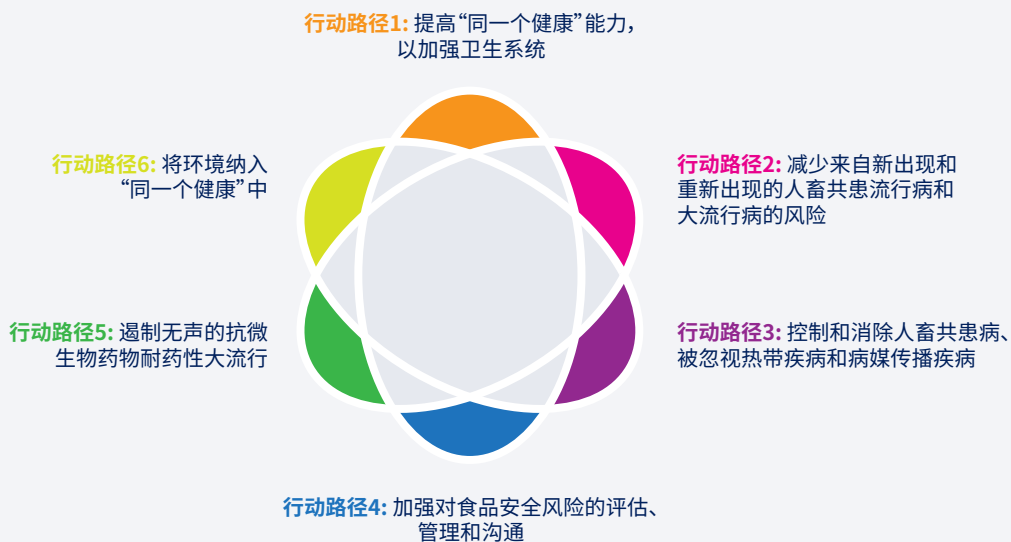 行动路径1: 提高“同一个健康”能力，
以加强卫生系统
行动路径2: 减少来自新出现和
重新出现的人畜共患流行病和
大流行病的风险
行动路径3: 控制和消除人畜共患病、
被忽视热带疾病和病媒传播疾病
行动路径4: 加强对食品安全风险的评估、
管理和沟通
行动路径5: 遏制无声的抗微
生物药物耐药性大流行
行动路径6: 将环境纳入
“同一个健康”中